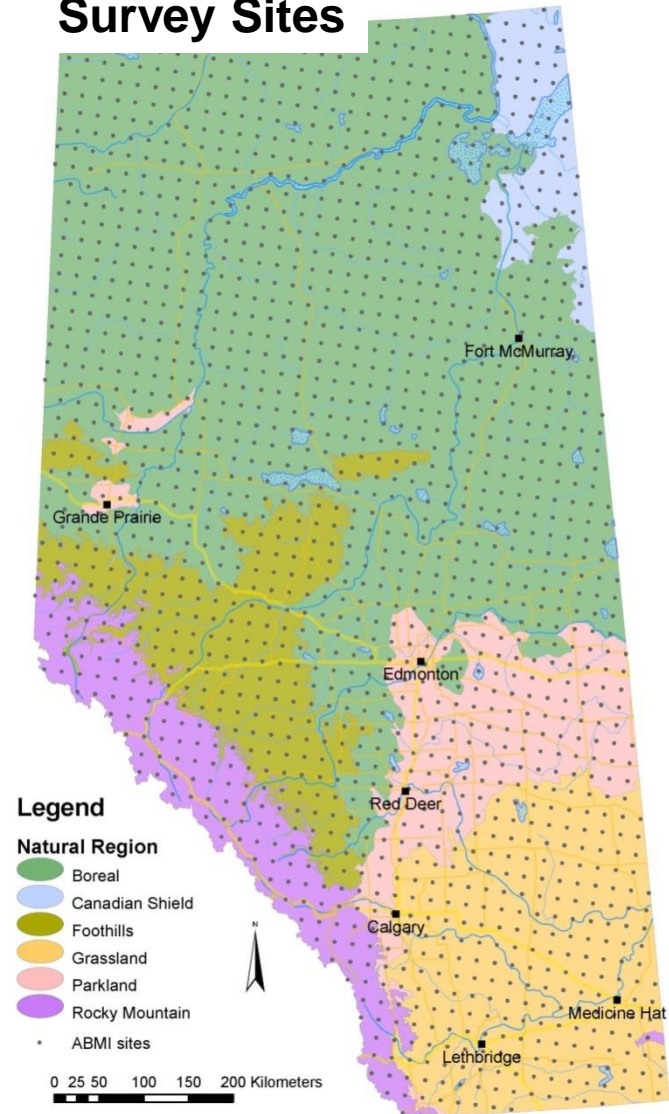 Survey Sites
Fort McMurray
Grande Prairie
Edmonton
Red Deer
Calgary
Medicine Hat
Lethbridge
Legend
Natural Region
Boreal
Canadian Shield
Foothills
Grassland
Parkland
Rocky Mountain
ABMI sites
N
0 25 50 100 150 200 Kilometers